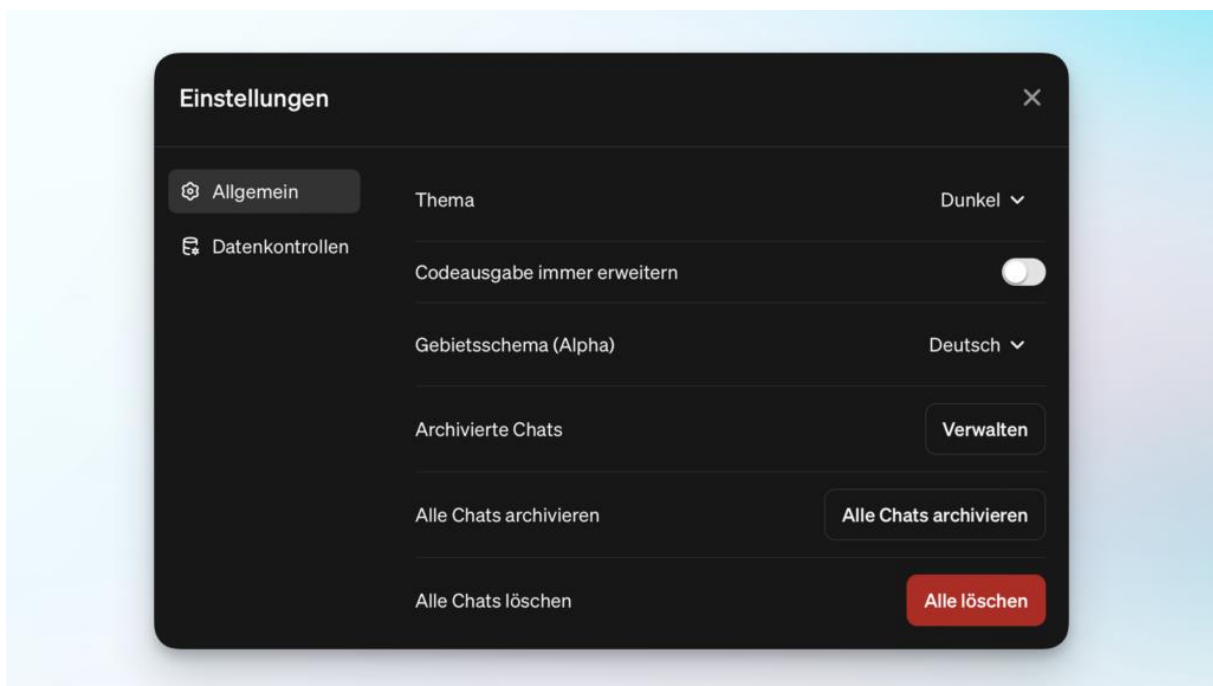 Einstellungen
Allgemein
Datenkontrollen
Thema Dunkel
Codeausgabe immer erweitern
Gebietsschema (Alpha) Deutsch
Archivierte Chats Verwalten
Alle Chats archivieren Alle Chats archivieren
Alle Chats löschen Alle löschen